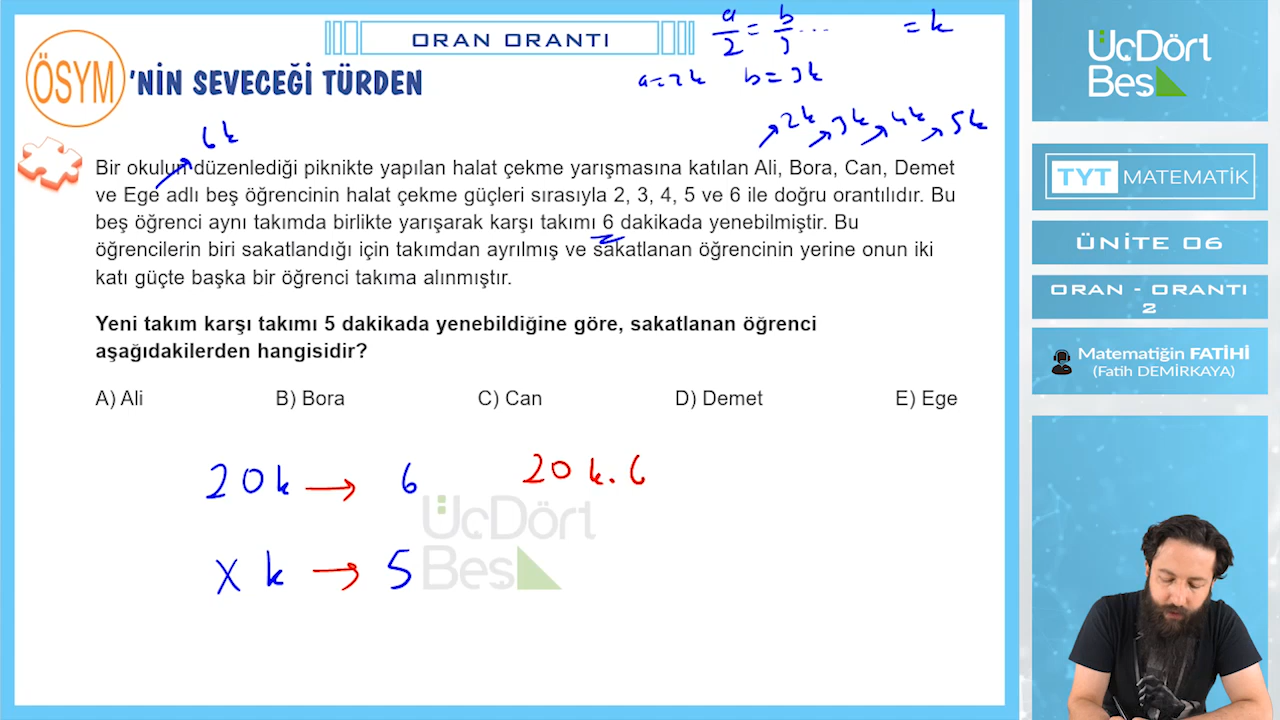 ORAN ORANTI
a/2 = b/3 ... = k
a=2k b=3k
ÖSYM'NİN SEVECEĞİ TÜRDEN
2k 3k 4k 5k
6k
Bir okulun düzenlediği piknikte yapılan halat çekme yarışmasına katılan Ali, Bora, Can, Demet
ve Ege adlı beş öğrencinin halat çekme güçleri sırasıyla 2, 3, 4, 5 ve 6 ile doğru orantılıdır. Bu
beş öğrenci aynı takımda birlikte yarışarak karşı takımı 6 dakikada yenebilmiştir. Bu
öğrencilerin biri sakatlandığı için takımdan ayrılmış ve sakatlanan öğrencinin yerine onun iki
katı güçte başka bir öğrenci takıma alınmıştır.
Yeni takım karşı takımı 5 dakikada yenebildiğine göre, sakatlanan öğrenci
aşağıdakilerden hangisidir?
A) Ali B) Bora C) Can D) Demet E) Ege
20k → 6 20k.6
x k → 5
ÜçDört
Beş
ÜçDört
Beş
TYT MATEMATİK
ÜNİTE 06
ORAN - ORANTI
2
Matematiğin FATİHİ
(Fatih DEMİRKAYA)